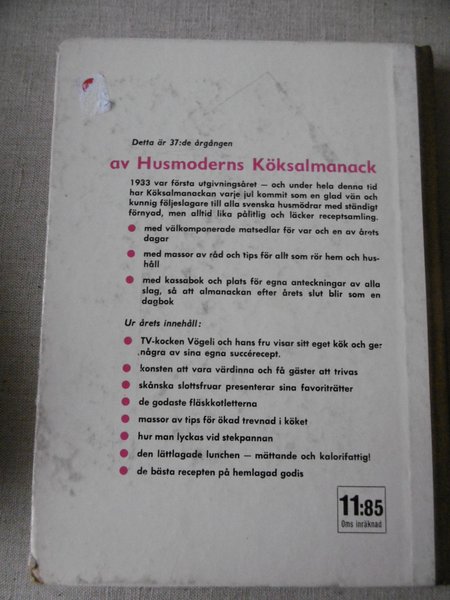 Detta är 37:de årgången
av Husmoderns Köksalmanack
1933 var första utgivningsåret – och under hela denna tid
har Köksalmanackan varje jul kommit som en glad vän och
kunnig följeslagare till alla svenska husmödrar med ständigt
förnyad, men alltid lika pålitlig och läcker receptsamling.
● med välkomponerade matsedlar för var och en av årets
dagar
● med massor av råd och tips för allt som rör hem och hus-
håll
● med kassabok och plats för egna anteckningar av alla
slag, så att almanackan efter årets slut blir som en
dagbok
Ur årets innehåll:
● TV-kocken Vögeli och hans fru visar sitt eget kök och ger
några av sina egna succérecept.
● konsten att vara värdinna och få gäster att trivas
● skånska slottsfruar presenterar sina favoriträtter
● de godaste fläskkotletterna
● massor av tips för ökad trevnad i köket
● hur man lyckas vid stekpannan
● den lättlagade lunchen – mättande och kalorifattig!
● de bästa recepten på hemlagad godis
11:85
Oms inräknad